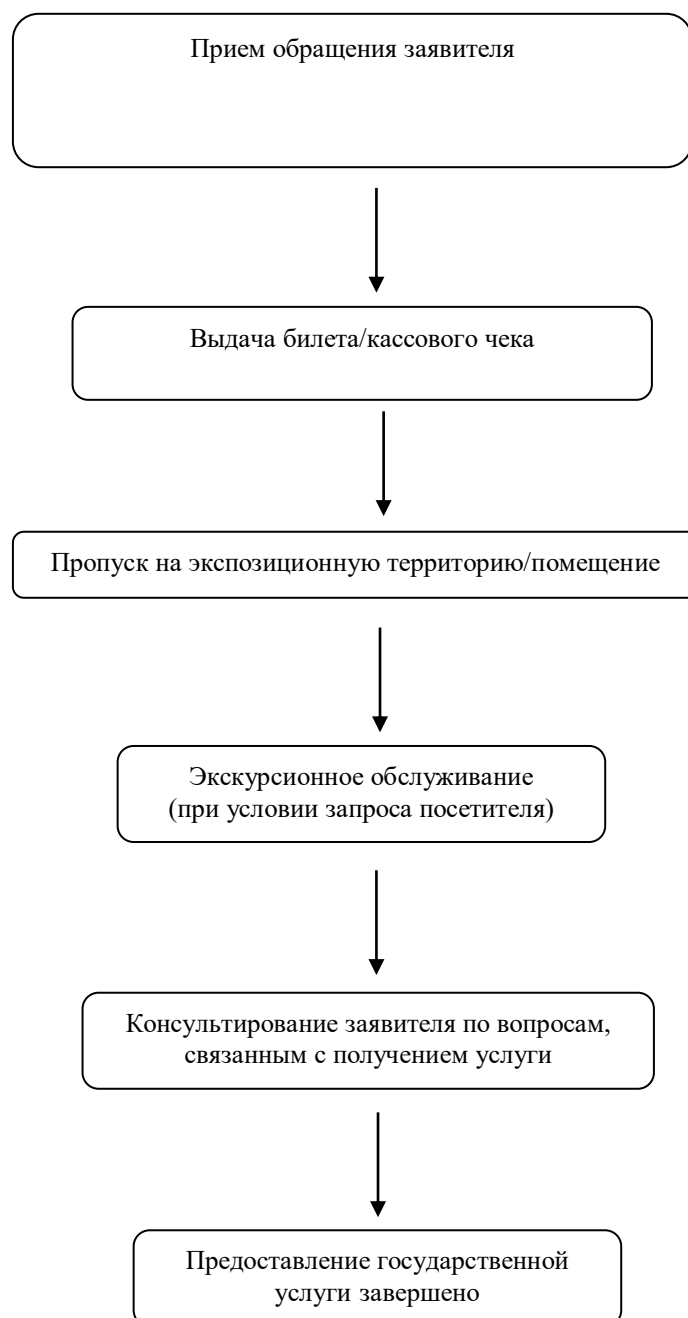 Прием обращения заявителя
Выдача билета/кассового чека
Пропуск на экспозиционную территорию/помещение
Экскурсионное обслуживание
(при условии запроса посетителя)
Консультирование заявителя по вопросам,
связанным с получением услуги
Предоставление государственной
услуги завершено